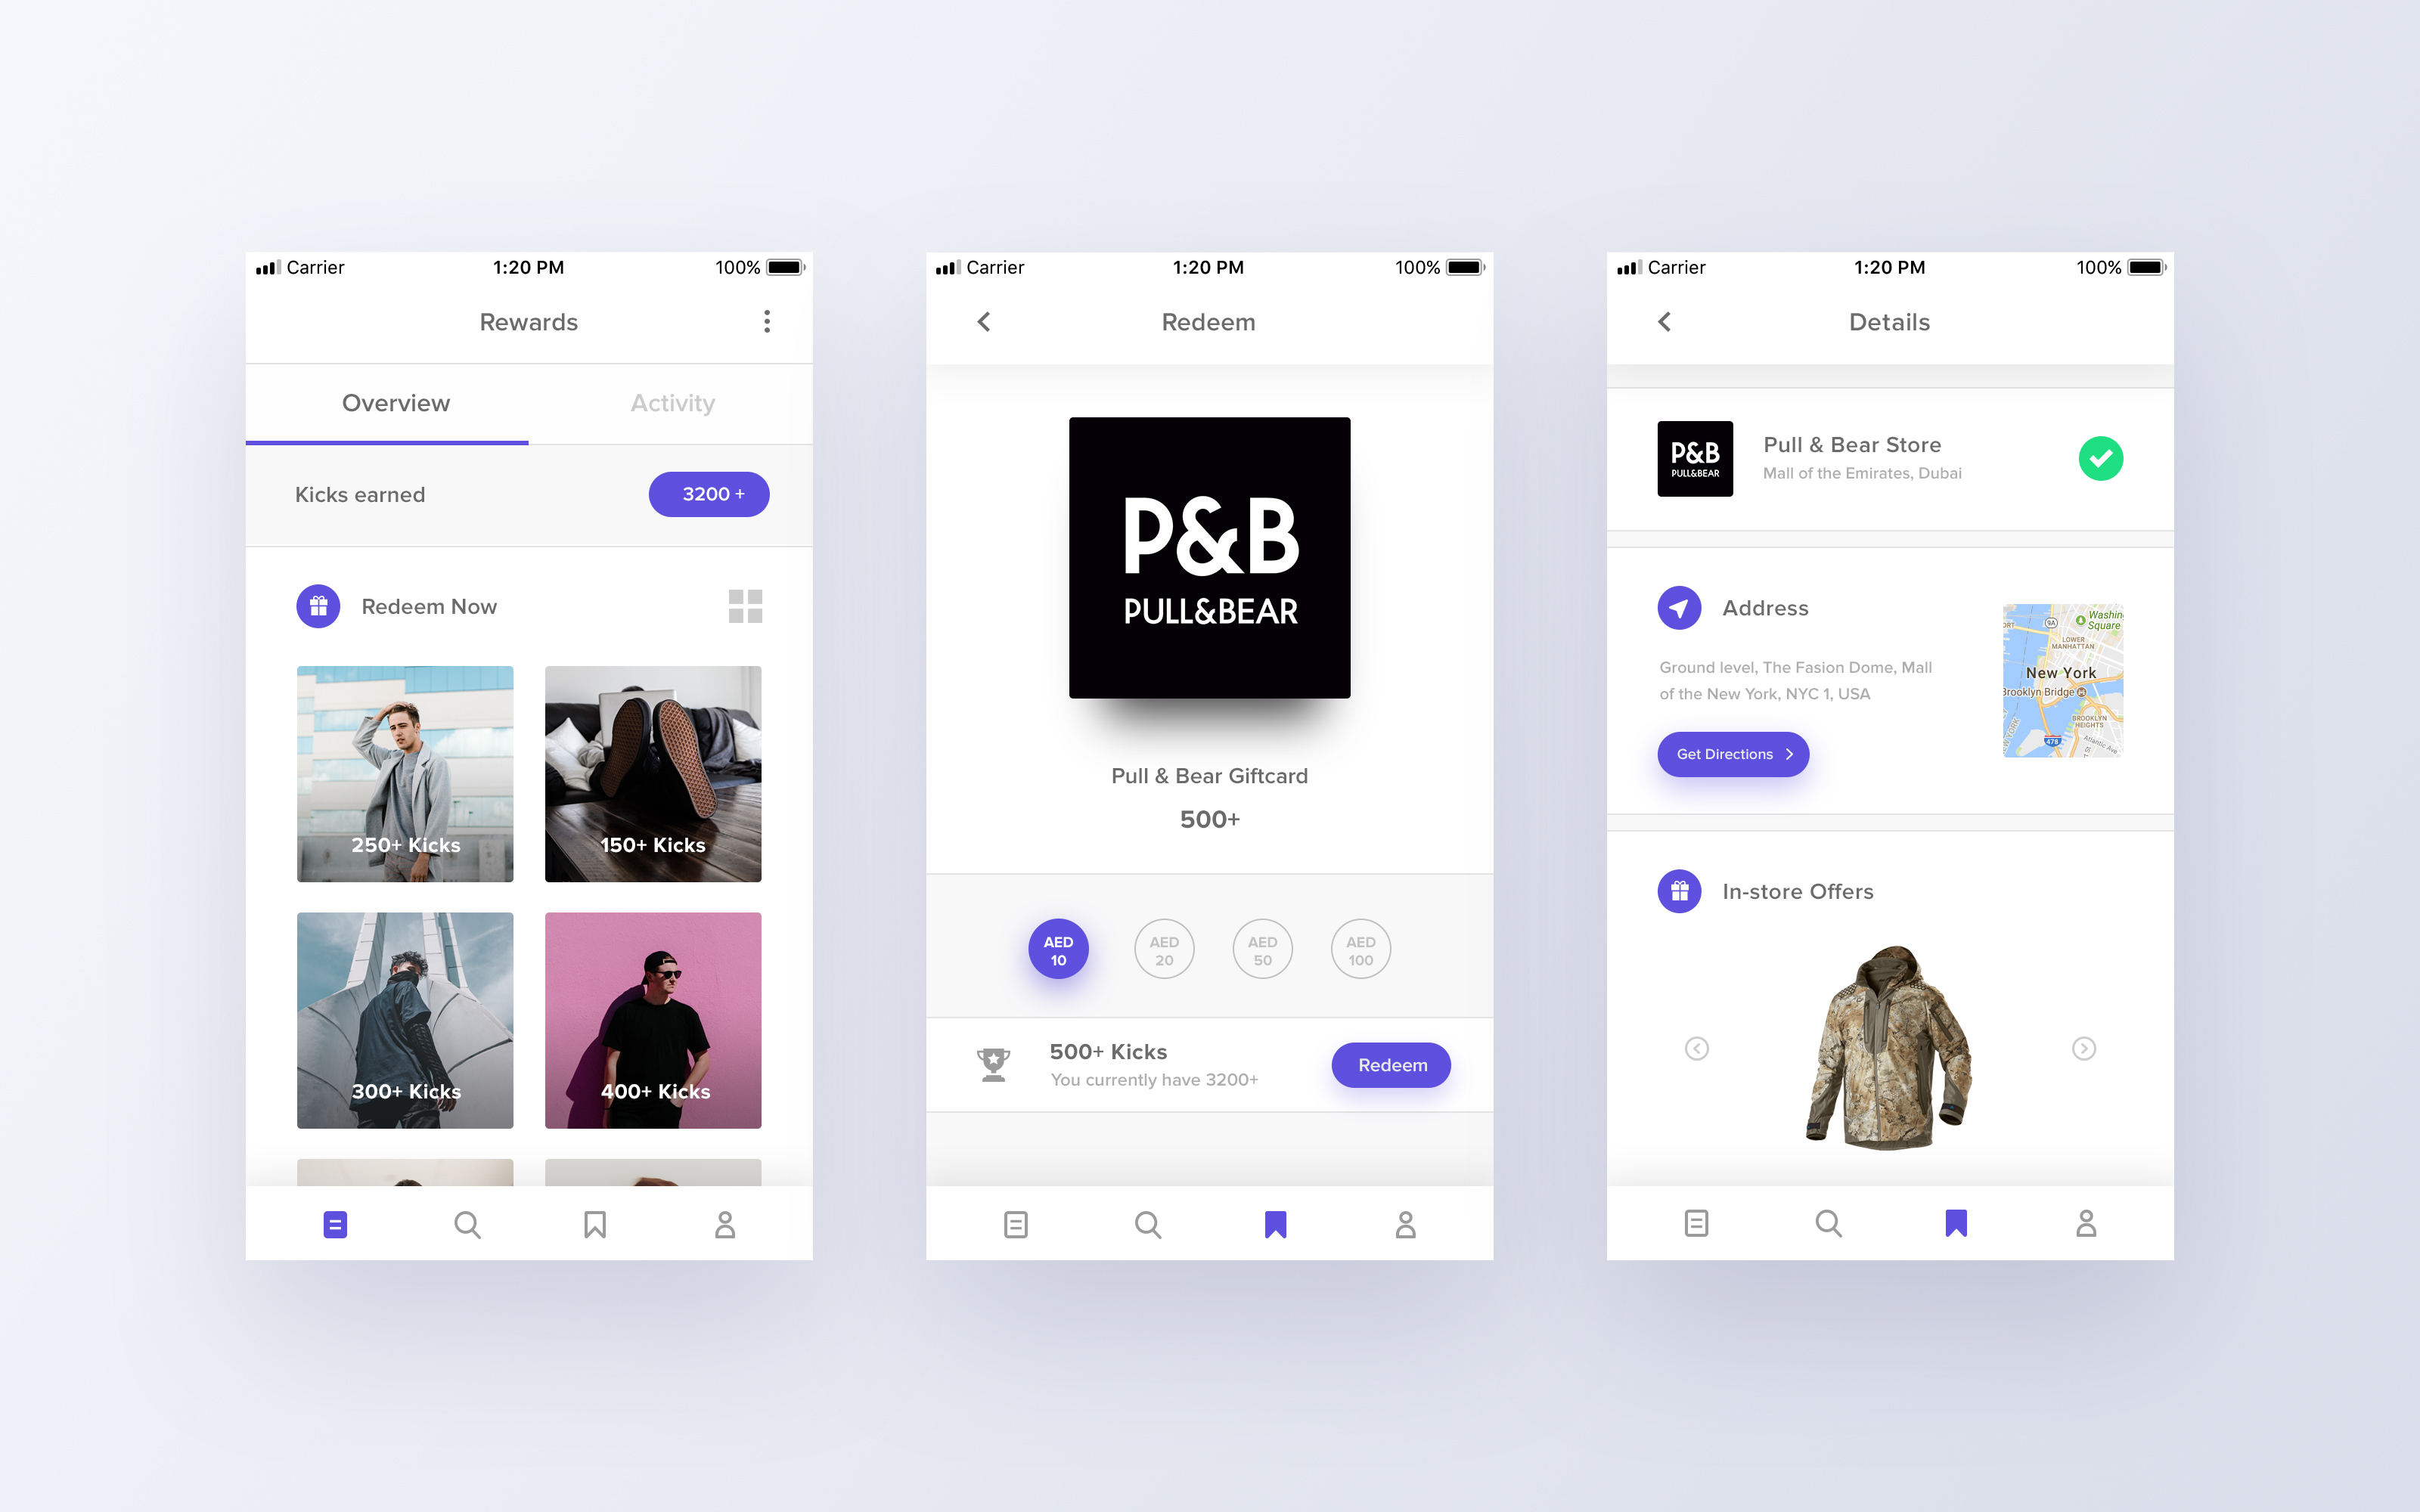 Carrier 1:20 PM 100%
Rewards
Overview Activity
Kicks earned 3200 +
Redeem Now
250+ Kicks 150+ Kicks
300+ Kicks 400+ Kicks
Carrier 1:20 PM 100%
Redeem
P&B
PULL&BEAR
Pull & Bear Giftcard
500+
AED AED AED AED
10 20 50 100
500+ Kicks
You currently have 3200+
Redeem
Carrier 1:20 PM 100%
Details
P&B
PULL&BEAR
Pull & Bear Store
Mall of the Emirates, Dubai
Address
Ground level, The Fasion Dome, Mall
of the New York, NYC 1, USA
Get Directions
9A
Washin
Square
LOWER
MANHATTAN
New York
Brooklyn Bridge
BROOKLYN
HEIGHTS
478
Atlantic Ave
In-store Offers